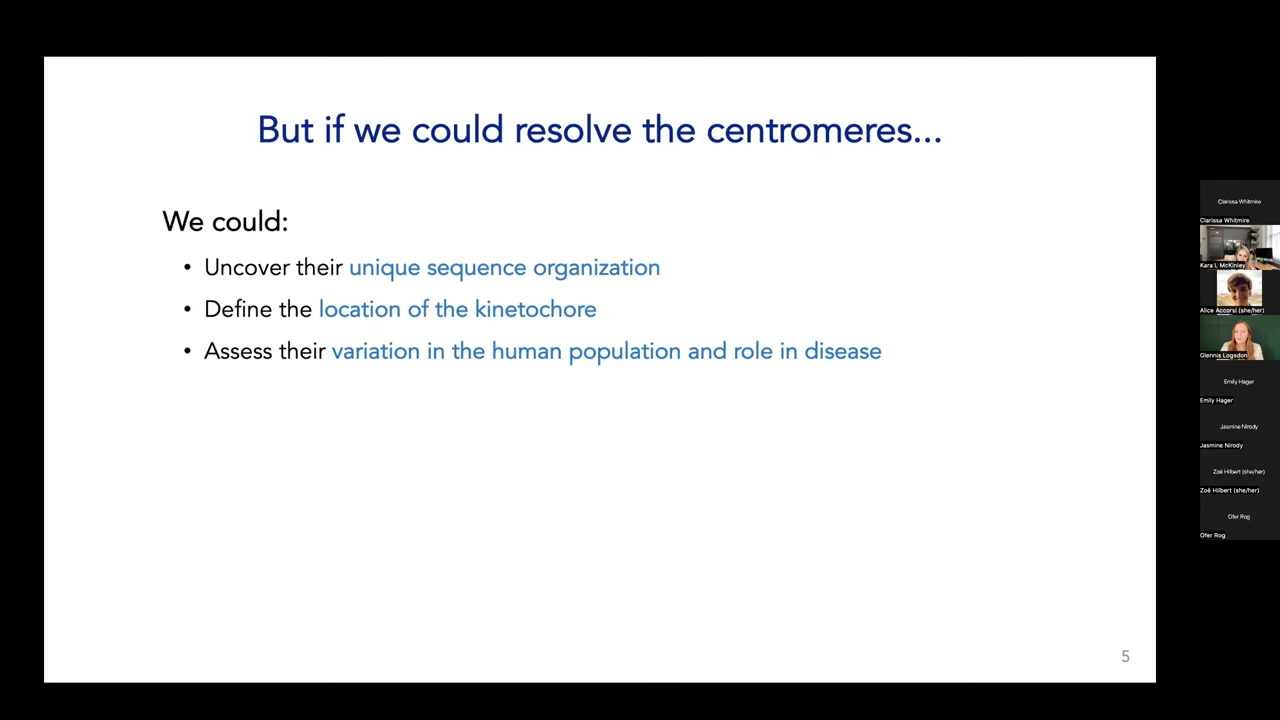 But if we could resolve the centromeres...
We could:
• Uncover their unique sequence organization
• Define the location of the kinetochore
• Assess their variation in the human population and role in disease
5
Clarissa Whitmire
Clarissa Whitmire
Kara L McKinley
Alice Accorsi (she/her)
Glennis Logsdon
Emily Hager
Emily Hager
Jasmine Nirody
Jasmine Nirody
Zoë Hilbert (she/her)
Zoë Hilbert (she/her)
Ofer Rog
Ofer Rog